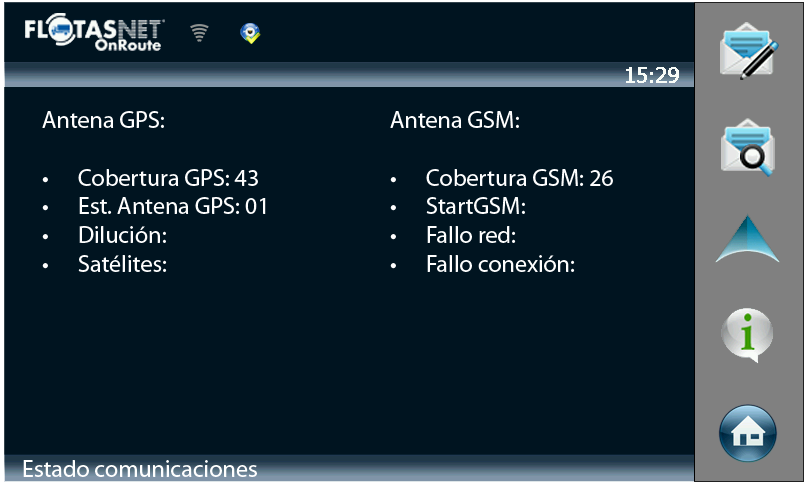 FLOTASNET
OnRoute
15:29
Antena GPS:
• Cobertura GPS: 43
• Est. Antena GPS: 01
• Dilución:
• Satélites:
Antena GSM:
• Cobertura GSM: 26
• StartGSM:
• Fallo red:
• Fallo conexión:
i
Estado comunicaciones